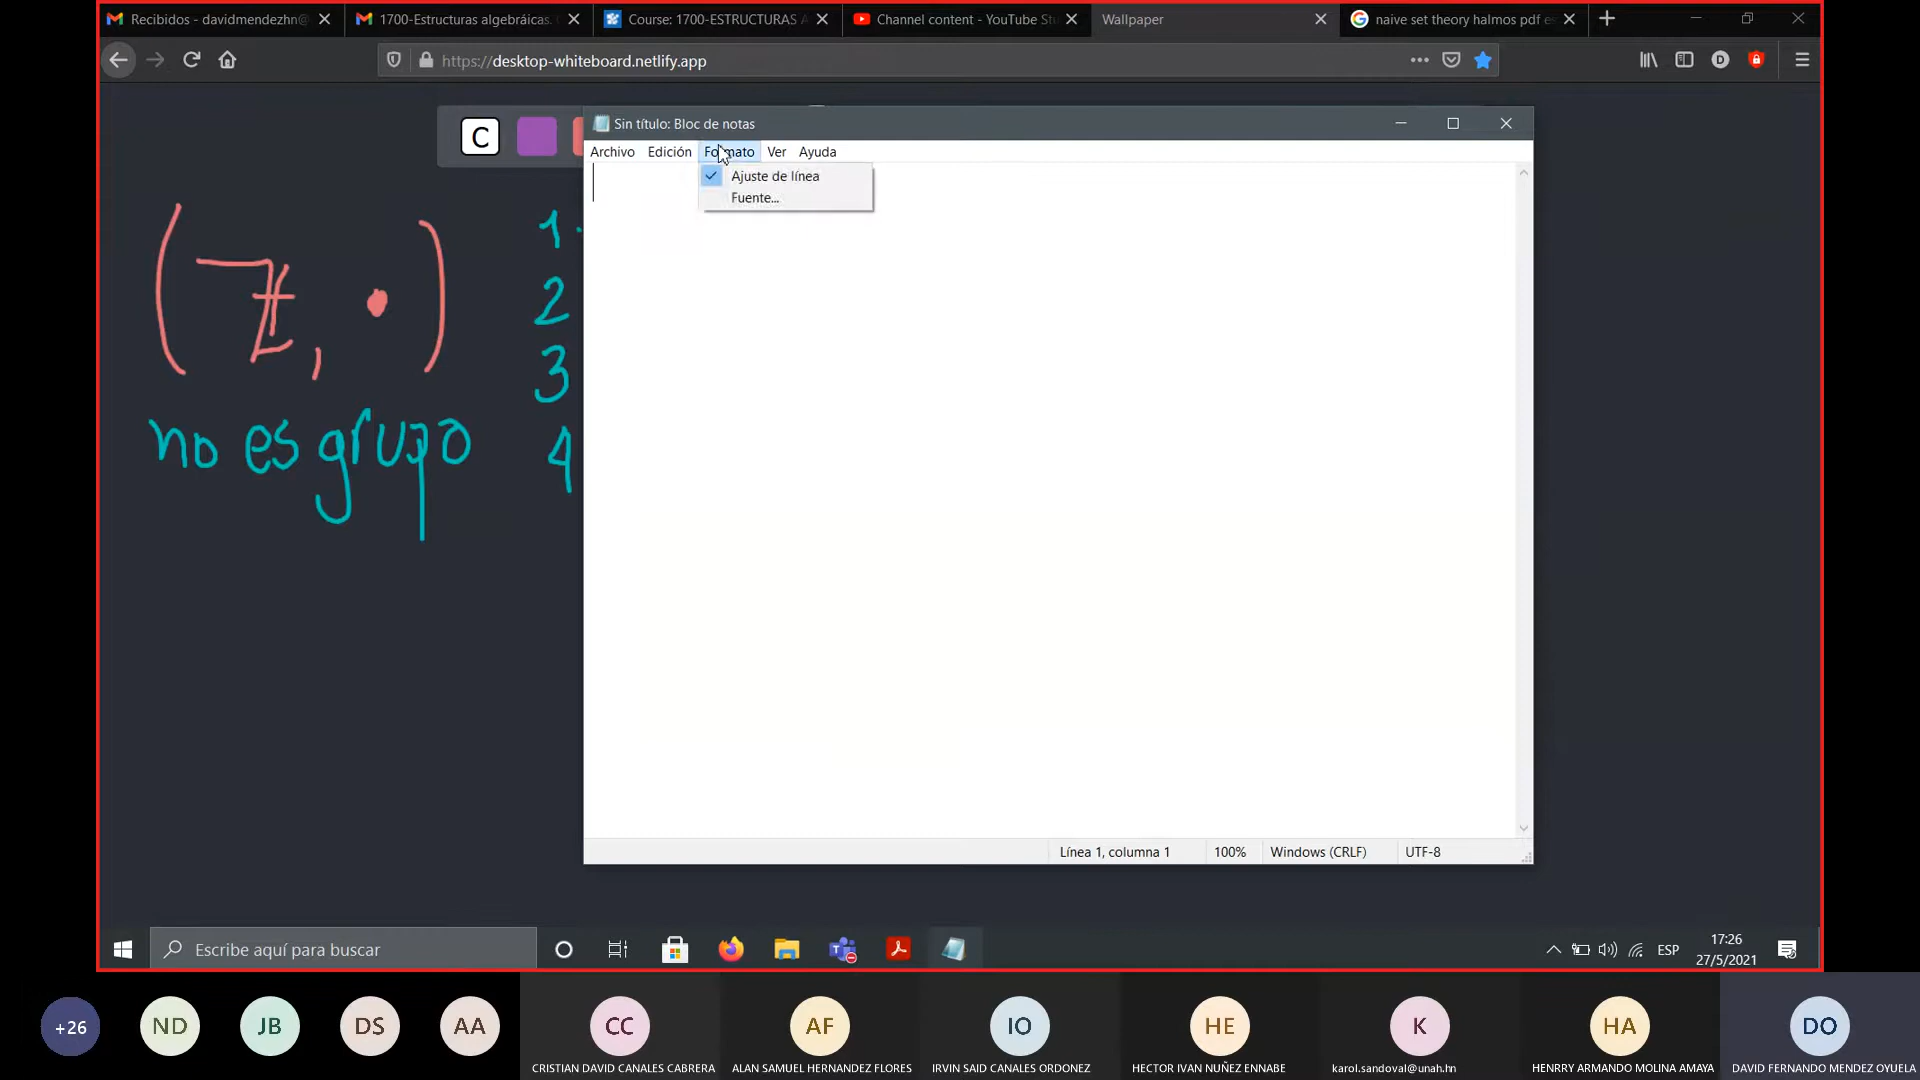 Recibidos - davidmendezhn@
1700-Estructuras algebráicas.
Course: 1700-ESTRUCTURAS A
Channel content - YouTube Stu
Wallpaper
naive set theory halmos pdf es
https://desktop-whiteboard.netlify.app
C
Sin título: Bloc de notas
Archivo Edición Formato Ver Ayuda
Ajuste de línea
Fuente...
(ℤ, •)
no es grupo
1.
2
3
4
Línea 1, columna 1
100%
Windows (CRLF)
UTF-8
Escribe aquí para buscar
ESP
17:26
27/5/2021
+26
ND
JB
DS
AA
CC
AF
IO
HE
K
HA
DO
CRISTIAN DAVID CANALES CABRERA
ALAN SAMUEL HERNANDEZ FLORES
IRVIN SAID CANALES ORDONEZ
HECTOR IVAN NUÑEZ ENNABE
karol.sandoval@unah.hn
HENRRY ARMANDO MOLINA AMAYA
DAVID FERNANDO MENDEZ OYUELA